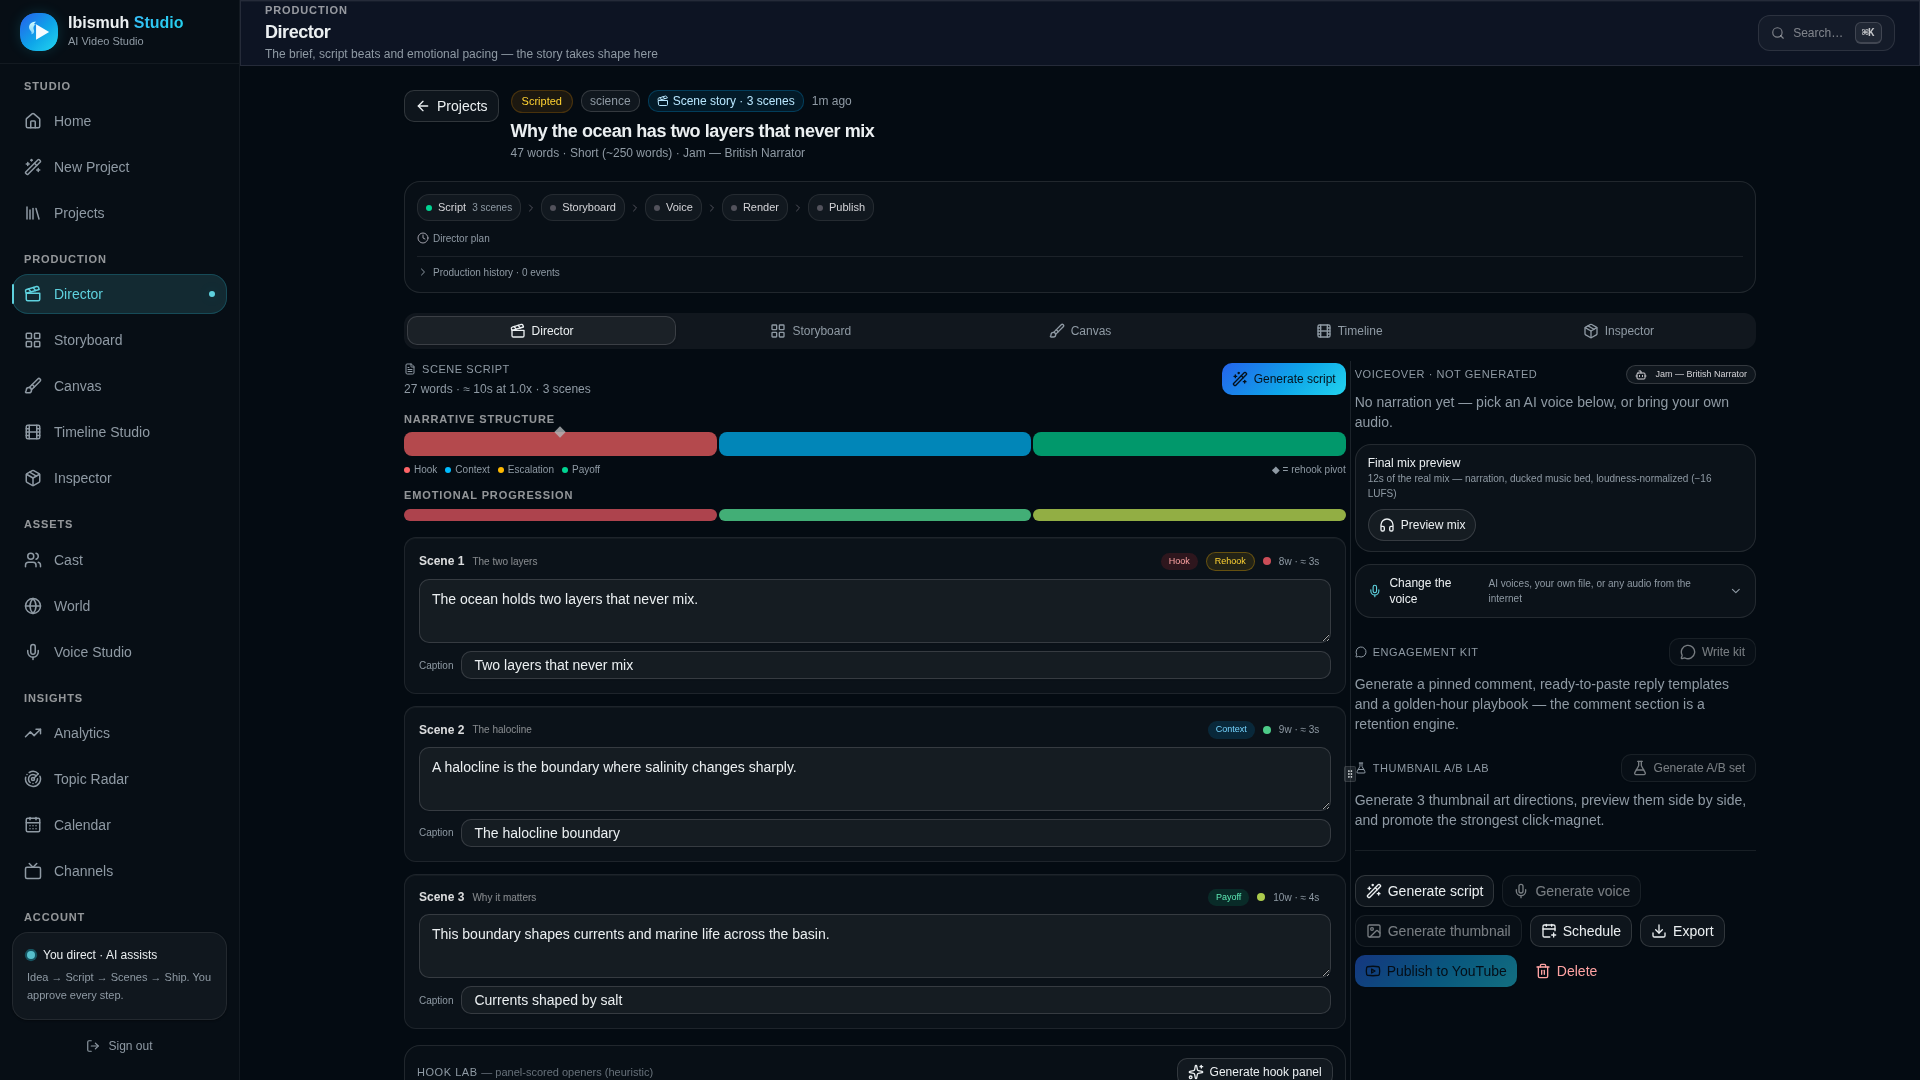 Ibismuh Studio
AI Video Studio
STUDIO
Home
New Project
Projects
PRODUCTION
Director
Storyboard
Canvas
Timeline Studio
Inspector
ASSETS
Cast
World
Voice Studio
INSIGHTS
Analytics
Topic Radar
Calendar
Channels
ACCOUNT
You direct · AI assists
Idea → Script → Scenes → Ship. You
approve every step.
Sign out
PRODUCTION
Director
The brief, script beats and emotional pacing — the story takes shape here
Search… ⌘K
Projects
Scripted science Scene story · 3 scenes 1m ago
Why the ocean has two layers that never mix
47 words · Short (~250 words) · Jam — British Narrator
Script 3 scenes Storyboard Voice Render Publish
Director plan
Production history · 0 events
Director Storyboard Canvas Timeline Inspector
SCENE SCRIPT
27 words · ≈ 10s at 1.0x · 3 scenes
Generate script
NARRATIVE STRUCTURE
Hook Context Escalation Payoff ◆ = rehook pivot
EMOTIONAL PROGRESSION
Scene 1 The two layers Hook Rehook 8w · ≈ 3s
The ocean holds two layers that never mix.
Caption Two layers that never mix
Scene 2 The halocline Context 9w · ≈ 3s
A halocline is the boundary where salinity changes sharply.
Caption The halocline boundary
Scene 3 Why it matters Payoff 10w · ≈ 4s
This boundary shapes currents and marine life across the basin.
Caption Currents shaped by salt
HOOK LAB — panel-scored openers (heuristic) Generate hook panel
VOICEOVER · NOT GENERATED Jam — British Narrator
No narration yet — pick an AI voice below, or bring your own
audio.
Final mix preview
12s of the real mix — narration, ducked music bed, loudness-normalized (−16
LUFS)
Preview mix
Change the
voice
AI voices, your own file, or any audio from the
internet
ENGAGEMENT KIT Write kit
Generate a pinned comment, ready-to-paste reply templates
and a golden-hour playbook — the comment section is a
retention engine.
THUMBNAIL A/B LAB Generate A/B set
Generate 3 thumbnail art directions, preview them side by side,
and promote the strongest click-magnet.
Generate script Generate voice
Generate thumbnail Schedule Export
Publish to YouTube Delete